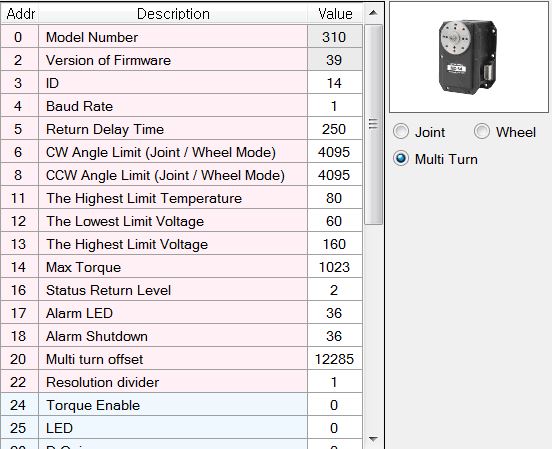 Addr Description Value
0 Model Number 310
2 Version of Firmware 39
3 ID 14
4 Baud Rate 1
5 Return Delay Time 250
6 CW Angle Limit (Joint / Wheel Mode) 4095
8 CCW Angle Limit (Joint / Wheel Mode) 4095
11 The Highest Limit Temperature 80
12 The Lowest Limit Voltage 60
13 The Highest Limit Voltage 160
14 Max Torque 1023
16 Status Return Level 2
17 Alarm LED 36
18 Alarm Shutdown 36
20 Multi turn offset 12285
22 Resolution divider 1
24 Torque Enable 0
25 LED 0
Joint Wheel
Multi Turn